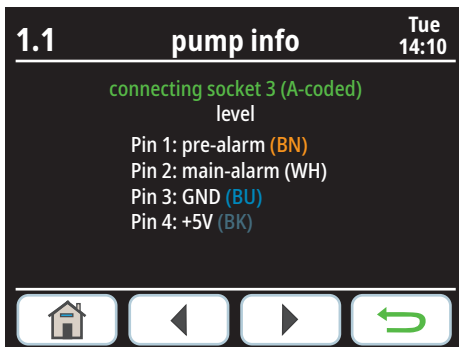 1.1 pump info Tue 14:10
connecting socket 3 (A-coded)
level
Pin 1: pre-alarm (BN)
Pin 2: main-alarm (WH)
Pin 3: GND (BU)
Pin 4: +5V (BK)